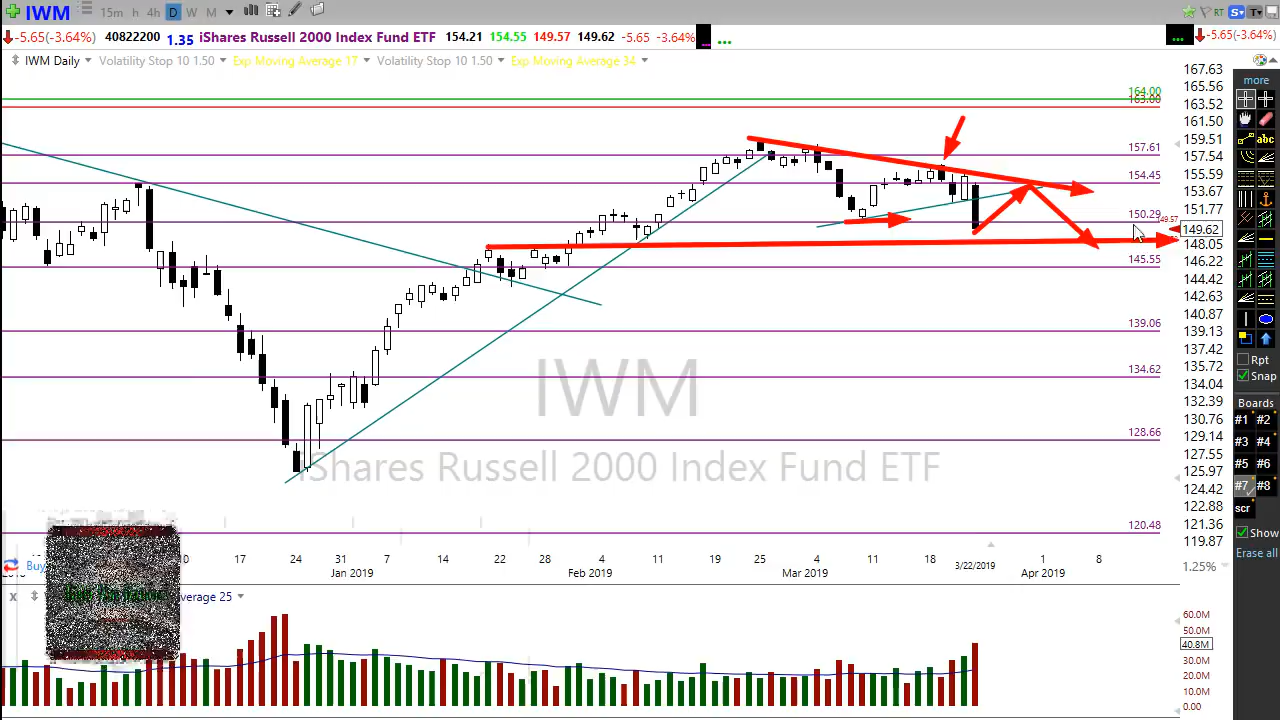 IWM 15m h 4h D W M RT S T
-5.65(-3.64%) 40822200 1.35 iShares Russell 2000 Index Fund ETF 154.21 154.55 149.57 149.62 -5.65 -3.64% ... ... -5.65(-3.64%)
IWM Daily Volatility Stop 10 1.50 Exp Moving Average 17 Volatility Stop 10 1.50 Exp Moving Average 34
more
abc
167.63
165.56
163.52
161.50
159.51
157.54
155.59
153.67
151.77
149.62
148.05
146.22
144.42
142.63
140.87
139.13
137.42
135.72
134.04
132.39
130.76
129.14
127.55
125.97
124.42
122.88
121.36
119.87
1.25%
164.00
163.00
157.61
154.45
150.29
149.57
145.55
139.06
134.62
128.66
120.48
IWM
iShares Russell 2000 Index Fund ETF
Rpt
Snap
Boards
#1 #2
#3 #4
#5 #6
#7 #8
scr
Show
Erase all
17 24 31 7 14 22 28 4 11 19 25 4 11 18 3/22/2019 1 8
Jan 2019 Feb 2019 Mar 2019 Apr 2019
Buy
x verage 25
60.0M
50.0M
40.8M
30.0M
20.0M
10.0M
0.00